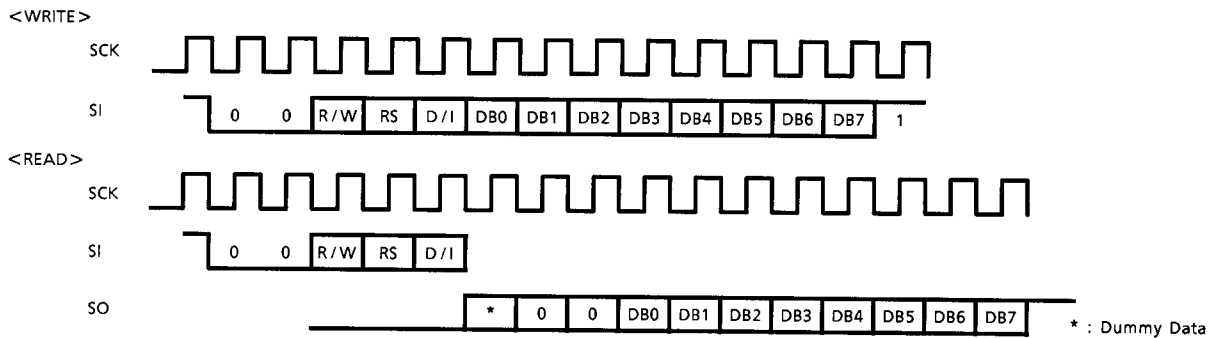 <WRITE>
SCK
SI 0 0 R/W RS D/I DB0 DB1 DB2 DB3 DB4 DB5 DB6 DB7 1
<READ>
SCK
SI 0 0 R/W RS D/I
SO * 0 0 DB0 DB1 DB2 DB3 DB4 DB5 DB6 DB7 * : Dummy Data